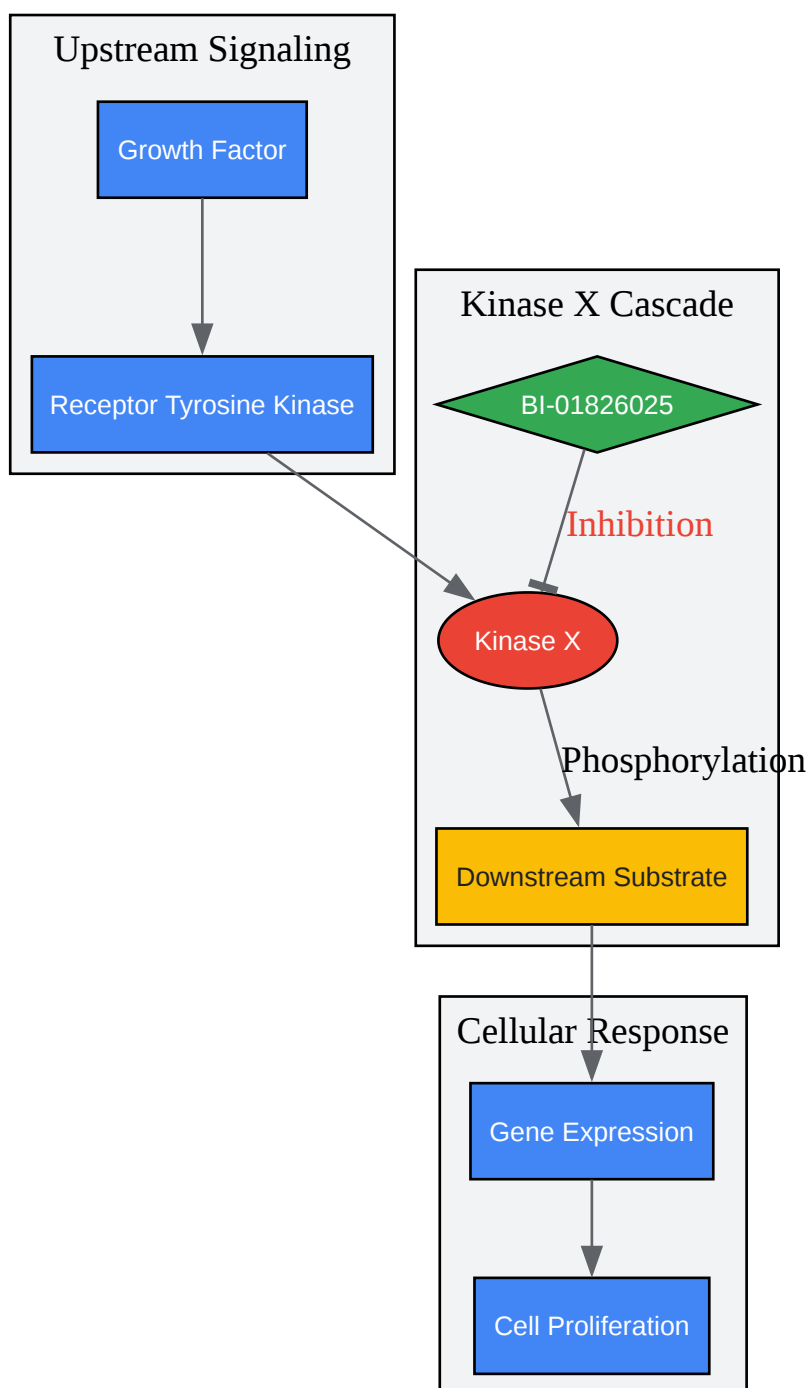 Upstream Signaling
Growth Factor
Receptor Tyrosine Kinase
Kinase X Cascade
BI-01826025
Inhibition
Kinase X
Phosphorylation
Downstream Substrate
Cellular Response
Gene Expression
Cell Proliferation